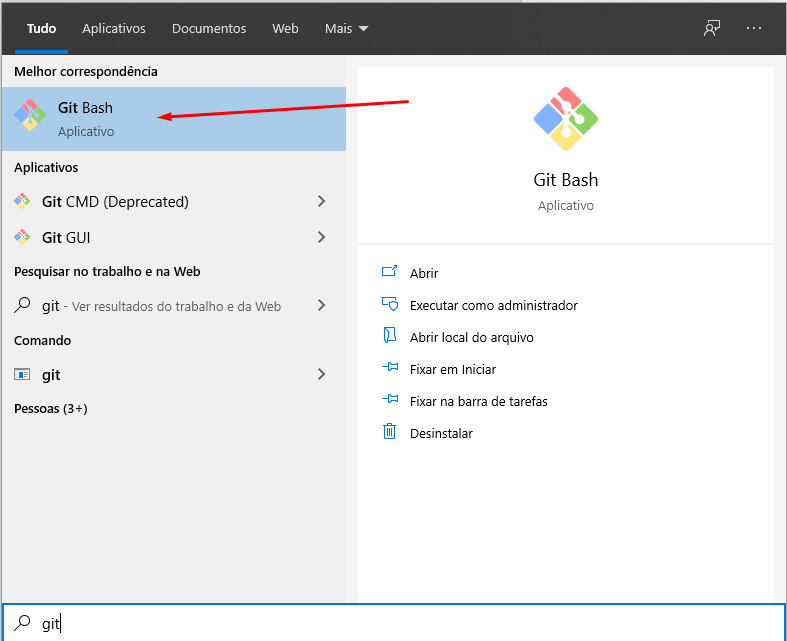 Tudo Aplicativos Documentos Web Mais
Melhor correspondência
Git Bash
Aplicativo
Aplicativos
Git CMD (Deprecated)
Git GUI
Pesquisar no trabalho e na Web
git - Ver resultados do trabalho e da Web
Comando
git
Pessoas (3+)
Git Bash
Aplicativo
Abrir
Executar como administrador
Abrir local do arquivo
Fixar em Iniciar
Fixar na barra de tarefas
Desinstalar
git